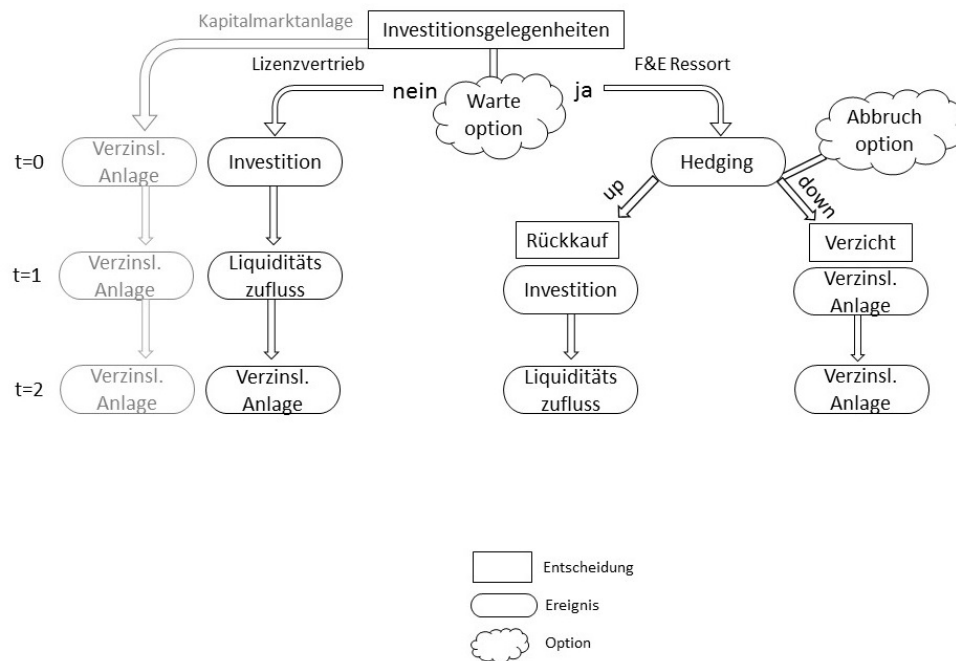 Kapitalmarktanlage
Investitionsgelegenheiten
Lizenzvertrieb
F&E Ressort
nein
Warte
option
ja
Abbruch
option
t=0
Verzinsl.
Anlage
Investition
Hedging
up
down
Rückkauf
Verzicht
t=1
Verzinsl.
Anlage
Liquiditäts
zufluss
Investition
Verzinsl.
Anlage
t=2
Verzinsl.
Anlage
Verzinsl.
Anlage
Liquiditäts
zufluss
Verzinsl.
Anlage
Entscheidung
Ereignis
Option